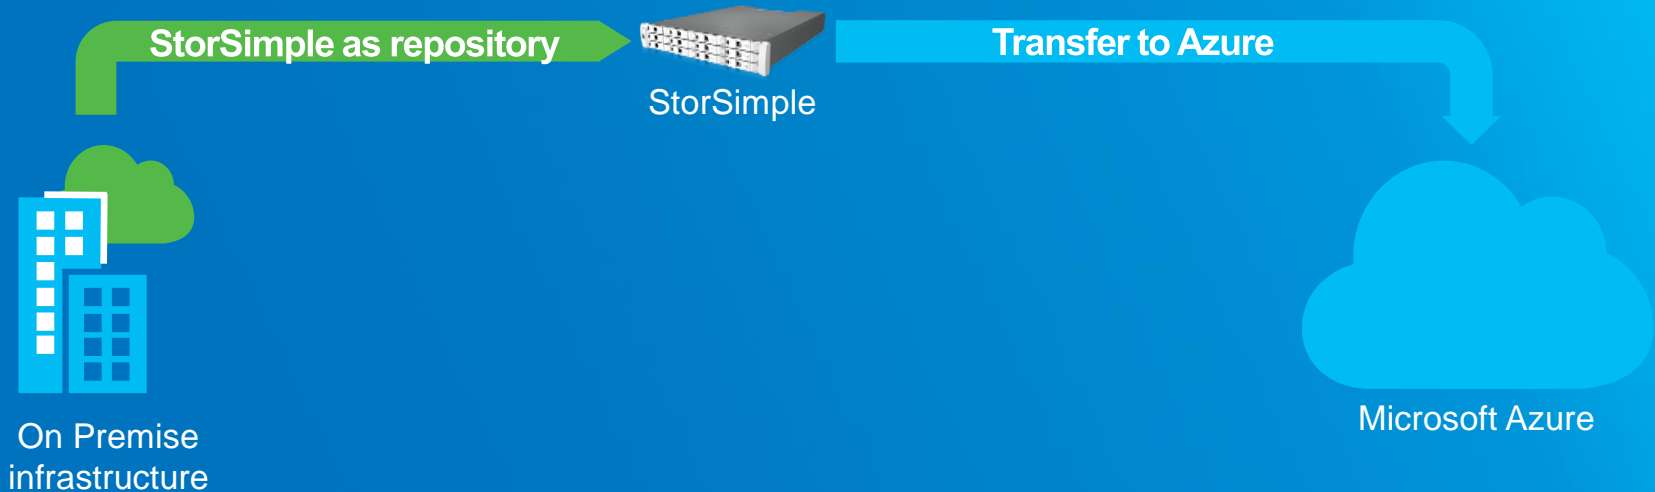 StorSimple as repository
Transfer to Azure
StorSimple
On Premise
infrastructure
Microsoft Azure